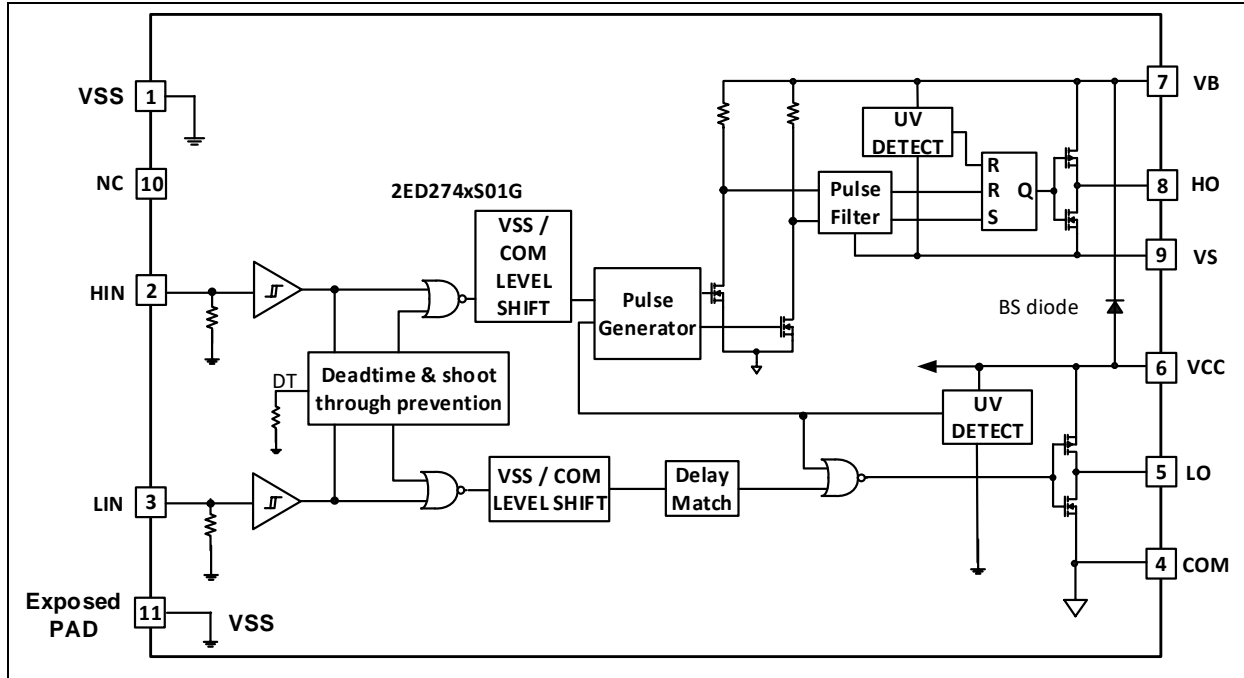 VSS
1
NC
10
2ED274xS01G
HIN
2
LIN
3
Exposed
PAD
11
VSS
DT
Deadtime & shoot
through prevention
VSS /
COM
LEVEL
SHIFT
VSS / COM
LEVEL SHIFT
Pulse
Generator
Delay
Match
UV
DETECT
Pulse
Filter
R
R
S
Q
UV
DETECT
BS diode
7
VB
8
HO
9
VS
6
VCC
5
LO
4
COM